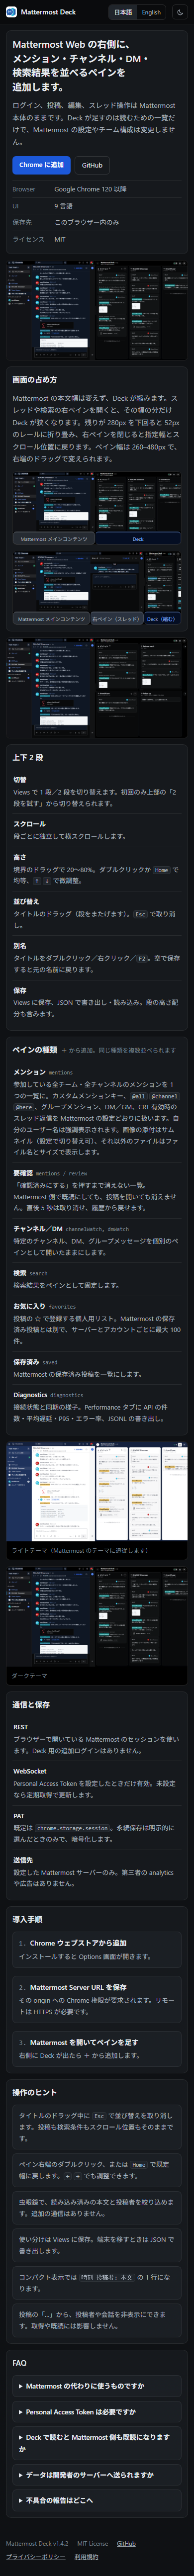 Mattermost Deck
日本語
English
Mattermost Web の右側に、
メンション・チャンネル・DM・
検索結果を並べるペインを
追加します。
ログイン、投稿、編集、スレッド操作は Mattermost
本体のままです。Deck が足すのは読むための一覧だ
けで、Mattermost の設定やチーム構成は変更しませ
ん。
Chrome に追加
GitHub
Browser
Google Chrome 120 以降
UI
9 言語
保存先
このブラウザー内のみ
ライセンス
MIT
画面の占め方
Mattermost の本文幅は変えず、Deck が縮みます。ス
レッドや検索の右ペインを開くと、その幅の分だけ
Deck が狭くなります。残りが 280px を下回ると 52px
のレールに折り畳み、右ペインを閉じると指定幅とス
クロール位置に戻ります。ペイン幅は 260–480px で、
右端のドラッグで変えられます。
Mattermost メインコンテンツ
Deck
Mattermost メインコンテンツ
右ペイン（スレッド）
Deck（縮む）
上下 2 段
切替
Views で 1 段／2 段を切り替えます。初回のみ上部の「2
段を試す」からも切り替えられます。
スクロール
段ごとに独立して横スクロールします。
高さ
境界のドラッグで 20〜80%。ダブルクリックか Home で
均等、↑ ↓ で微調整。
並び替え
タイトルのドラッグ（段をまたげます）。Esc で取り消
し。
別名
タイトルをダブルクリック／右クリック／ F2 。空で保存
すると元の名前に戻ります。
保存
Views に保存、JSON で書き出し・読み込み。段の高さ配
分も含みます。
ペインの種類
＋ から追加。同じ種類を複数並べられます
メンション mentions
参加している全チーム・全チャンネルのメンションを 1
つの一覧に。カスタムメンションキー、 @all @channel
@here 、グループメンション、DM／GM、CRT 有効時の
スレッド返信を Mattermost の設定どおりに扱います。自
分のユーザー名は強調表示されます。画像の添付はサム
ネイル（設定で切り替え可）、それ以外のファイルはファイ
ル名とサイズで表示します。
要確認 mentions / review
「確認済みにする」を押すまで消えない一覧。
Mattermost 側で既読にしても、投稿を開いても消えませ
ん。直後 5 秒は取り消せ、履歴から戻せます。
チャンネル／DM channelwatch, dmwatch
特定のチャンネル、DM、グループメッセージを個別のペイ
ンとして開いたままにします。
検索 search
検索結果をペインとして固定します。
お気に入り favorites
投稿の ☆ で登録する個人用リスト。Mattermost の保存
済み投稿とは別で、サーバーとアカウントごとに最大 100
件。
保存済み saved
Mattermost の保存済み投稿を一覧にします。
Diagnostics diagnostics
接続状態と同期の様子。Performance タブに API の件
数・平均遅延・P95・エラー率、JSONL の書き出し。
ライトテーマ（Mattermost のテーマに追従します）
ダークテーマ
通信と保存
REST
ブラウザーで開いている Mattermost のセッションを使い
ます。Deck 用の追加ログインはありません。
WebSocket
Personal Access Token を設定したときだけ有効。未設定
なら定期取得で更新します。
PAT
既定は chrome.storage.session 。永続保存は明示的に
選んだときのみで、暗号化します。
送信先
設定した Mattermost サーバーのみ。第三者の analytics
や広告はありません。
導入手順
1. Chrome ウェブストアから追加
インストールすると Options 画面が開きます。
2. Mattermost Server URL を保存
その origin への Chrome 権限が要求されます。リモー
トは HTTPS が必要です。
3. Mattermost を開いてペインを足す
右側に Deck が出たら ＋ から追加します。
操作のヒント
タイトルのドラッグ中に Esc で並び替えを取り消し
ます。投稿も検索条件もスクロール位置もそのままで
す。
ペイン右端のダブルクリック、または Home で既定
幅に戻します。← → でも調整できます。
虫眼鏡で、読み込み済みの本文と投稿者を絞り込めま
す。追加の通信はありません。
使い分けは Views に保存。端末を移すときは JSON で
書き出します。
コンパクト表示では 時刻 投稿者: 本文 の 1 行にな
ります。
投稿の「…」から、投稿者や会話を非表示にできま
す。取得や既読には影響しません。
FAQ
▶ Mattermost の代わりに使うものですか
▶ Personal Access Token は必要ですか
▶ Deck で読むと Mattermost 側も既読になります
か
▶ データは開発者のサーバーへ送られますか
▶ 不具合の報告はどこへ
Mattermost Deck v1.4.2
MIT License
GitHub
プライバシーポリシー
利用規約